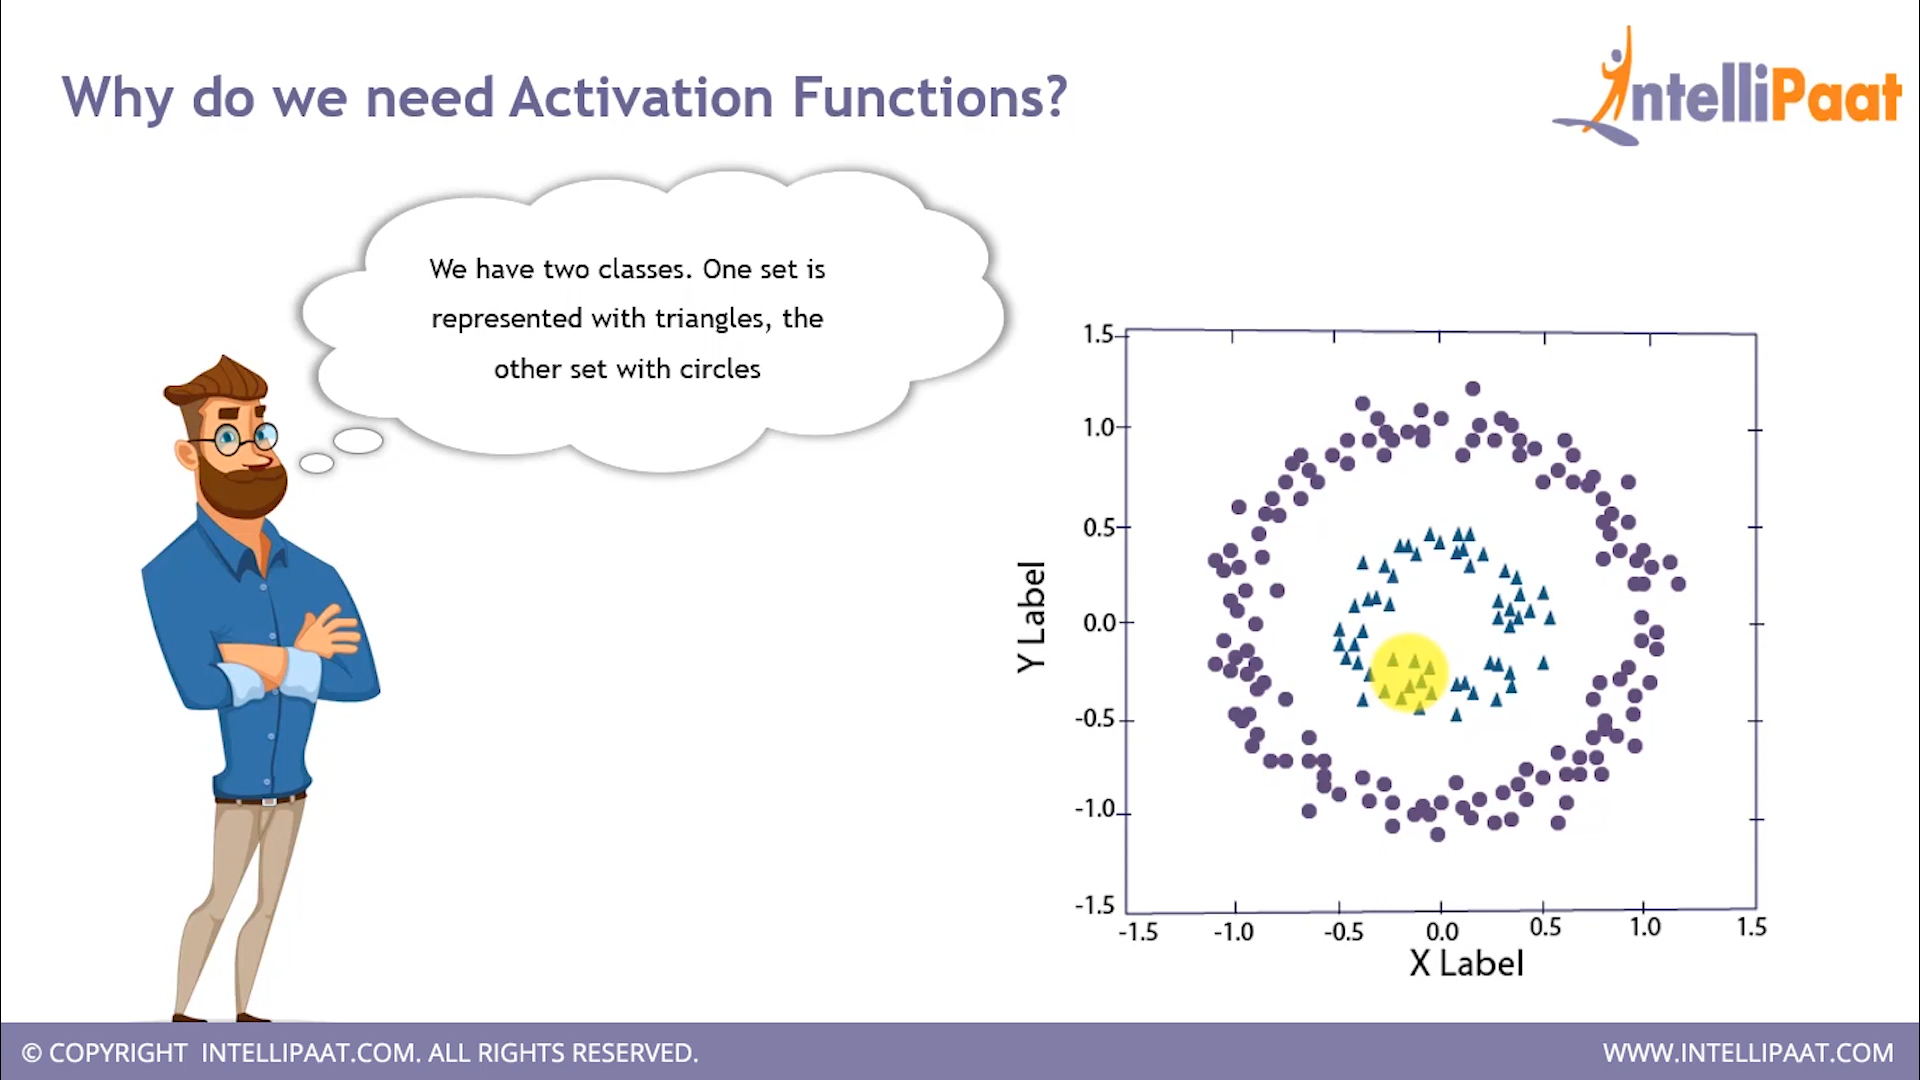 Why do we need Activation Functions?
IntelliPaat
We have two classes. One set is
represented with triangles, the
other set with circles
1.5
1.0
0.5
0.0
-0.5
-1.0
-1.5
Y Label
-1.5 -1.0 -0.5 0.0 0.5 1.0 1.5
X Label
© COPYRIGHT INTELLIPAAT.COM. ALL RIGHTS RESERVED.
WWW.INTELLIPAAT.COM